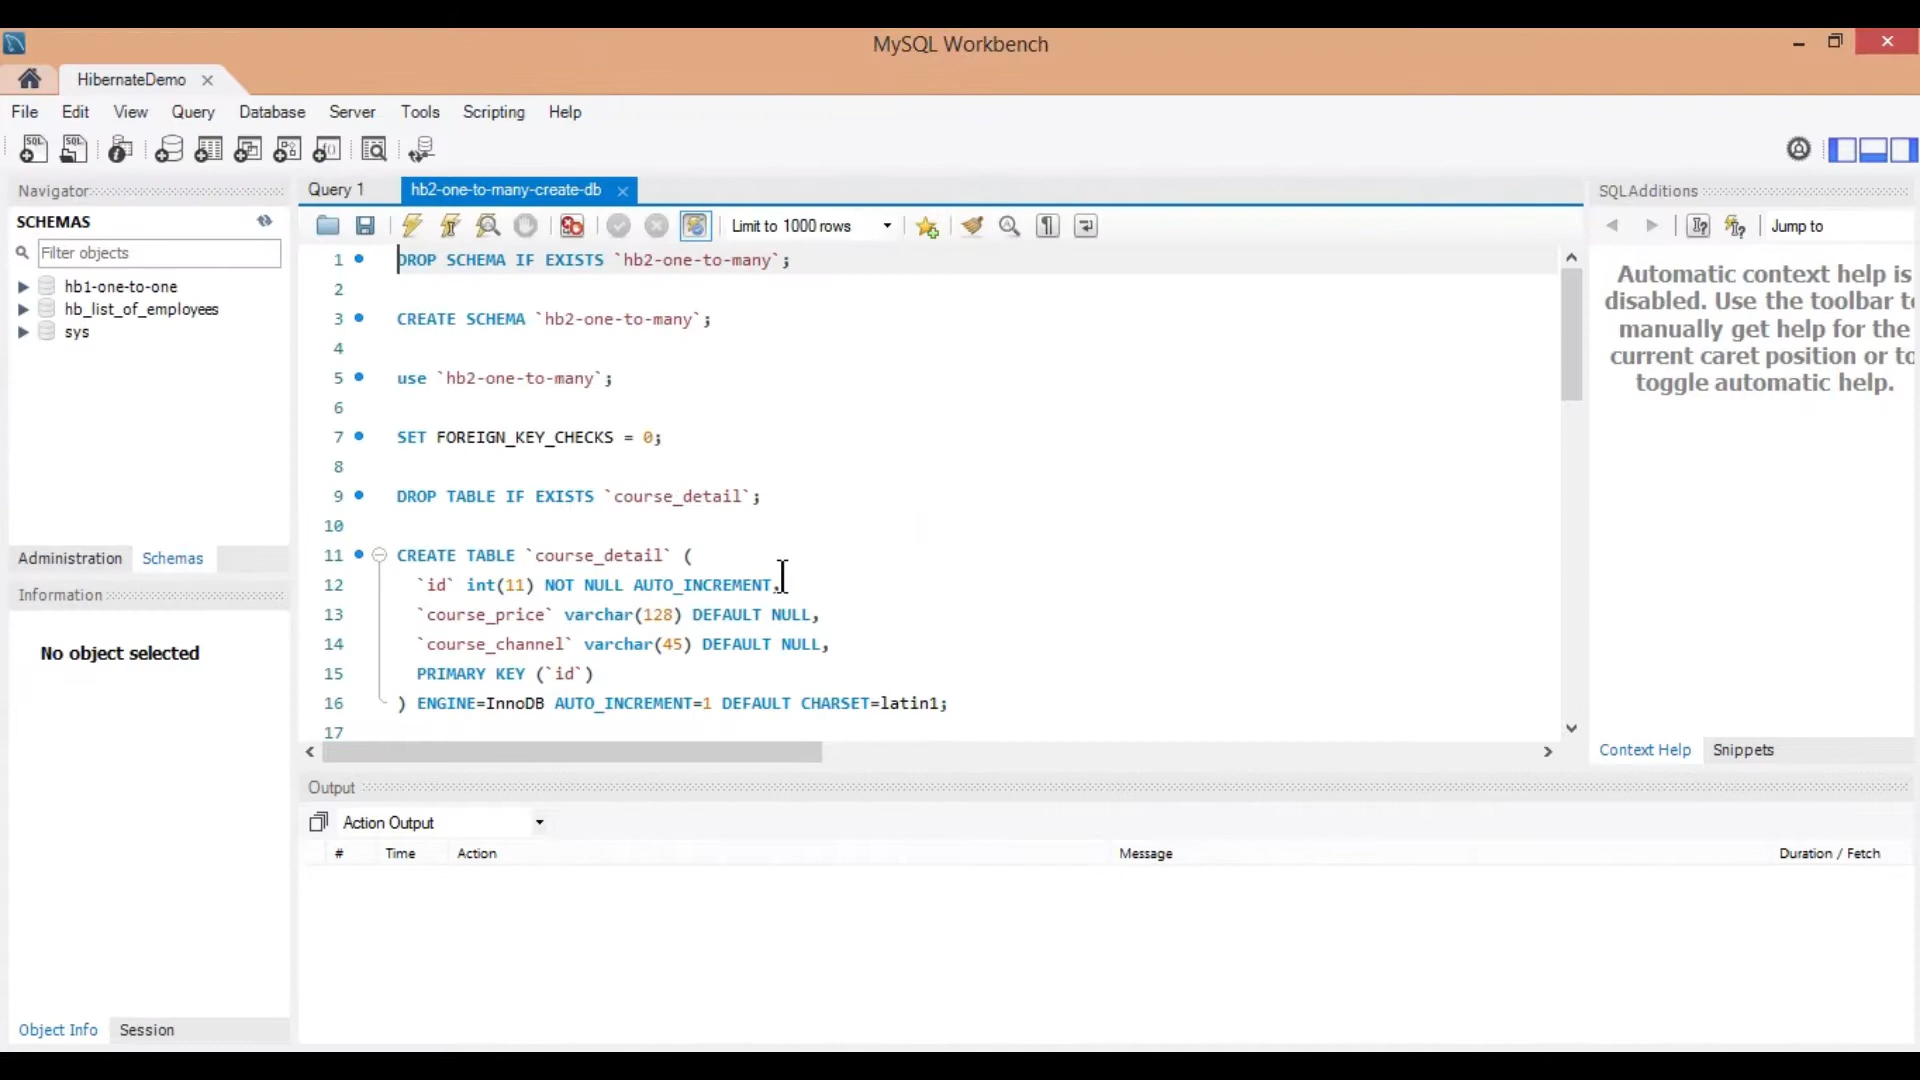 MySQL Workbench
HibernateDemo
File Edit View Query Database Server Tools Scripting Help
Navigator
SCHEMAS
Filter objects
hb1-one-to-one
hb_list_of_employees
sys
Administration Schemas
Information
No object selected
Object Info Session
Query 1 hb2-one-to-many-create-db
Limit to 1000 rows
1 DROP SCHEMA IF EXISTS `hb2-one-to-many`;
2
3 CREATE SCHEMA `hb2-one-to-many`;
4
5 use `hb2-one-to-many`;
6
7 SET FOREIGN_KEY_CHECKS = 0;
8
9 DROP TABLE IF EXISTS `course_detail`;
10
11 CREATE TABLE `course_detail` (
12 `id` int(11) NOT NULL AUTO_INCREMENT,
13 `course_price` varchar(128) DEFAULT NULL,
14 `course_channel` varchar(45) DEFAULT NULL,
15 PRIMARY KEY (`id`)
16 ) ENGINE=InnoDB AUTO_INCREMENT=1 DEFAULT CHARSET=latin1;
17
SQLAdditions
Jump to
Automatic context help is
disabled. Use the toolbar to
manually get help for the
current caret position or to
toggle automatic help.
Context Help Snippets
Output
Action Output
# Time Action Message Duration / Fetch